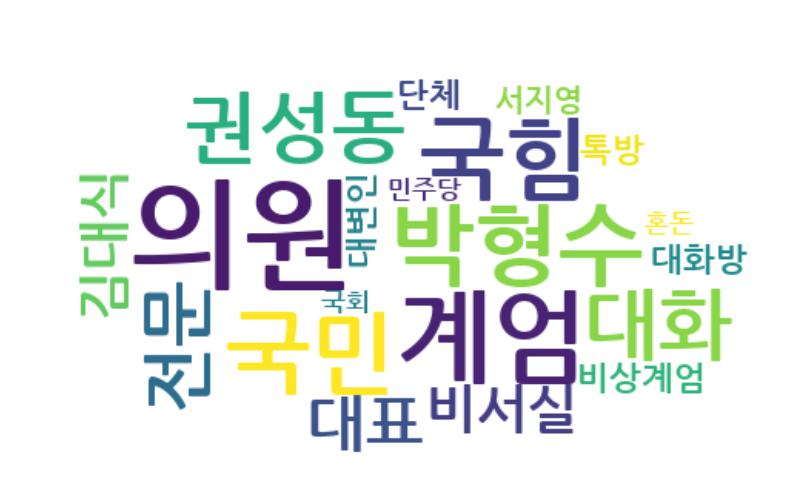 단체
서지영
권성동
국힘
톡방
김대식
의원
대변인
민주당
박형수
혼돈
대화방
전문
국회
국민
계엄
대화
비상계엄
대표
비서실